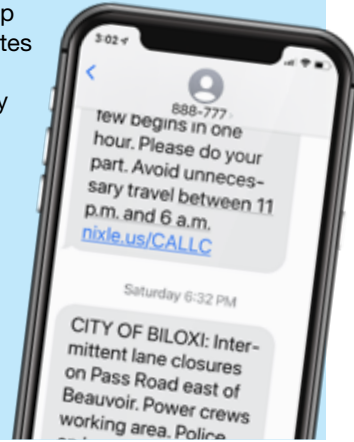 p
tes
y
3:02
888-777
few begins in one
hour. Please do your
part. Avoid unneces-
sary travel between 11
p.m. and 6 a.m.
nixle.us/CALLC
Saturday 6:32 PM
CITY OF BILOXI: Inter-
mittent lane closures
on Pass Road east of
Beauvoir. Power crews
working area. Police